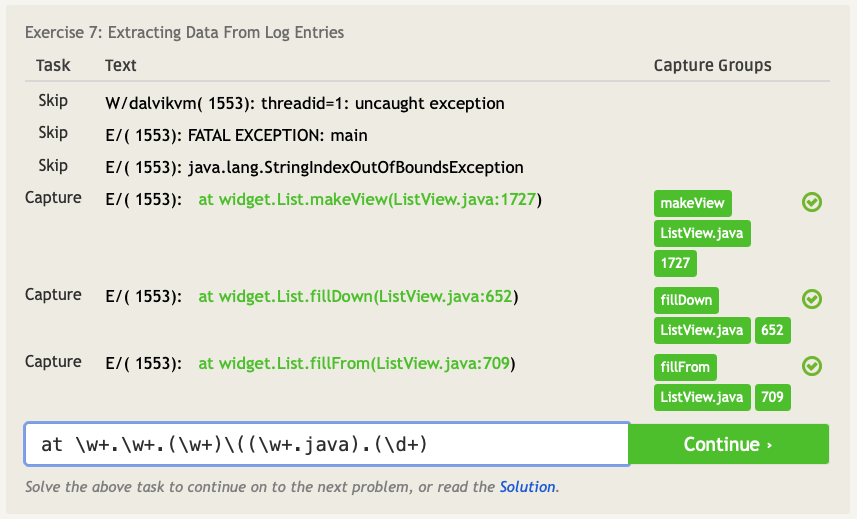 Exercise 7: Extracting Data From Log Entries
Task Text Capture Groups
Skip W/dalvikvm( 1553): threadid=1: uncaught exception
Skip E/( 1553): FATAL EXCEPTION: main
Skip E/( 1553): java.lang.StringIndexOutOfBoundsException
Capture E/( 1553):   at widget.List.makeView(ListView.java:1727) makeView
ListView.java
1727
Capture E/( 1553):   at widget.List.fillDown(ListView.java:652) fillDown
ListView.java 652
Capture E/( 1553):   at widget.List.fillFrom(ListView.java:709) fillFrom
ListView.java 709
at \w+.\w+.(\w+)\((\w+.java).(\d+) Continue ›
Solve the above task to continue on to the next problem, or read the Solution.